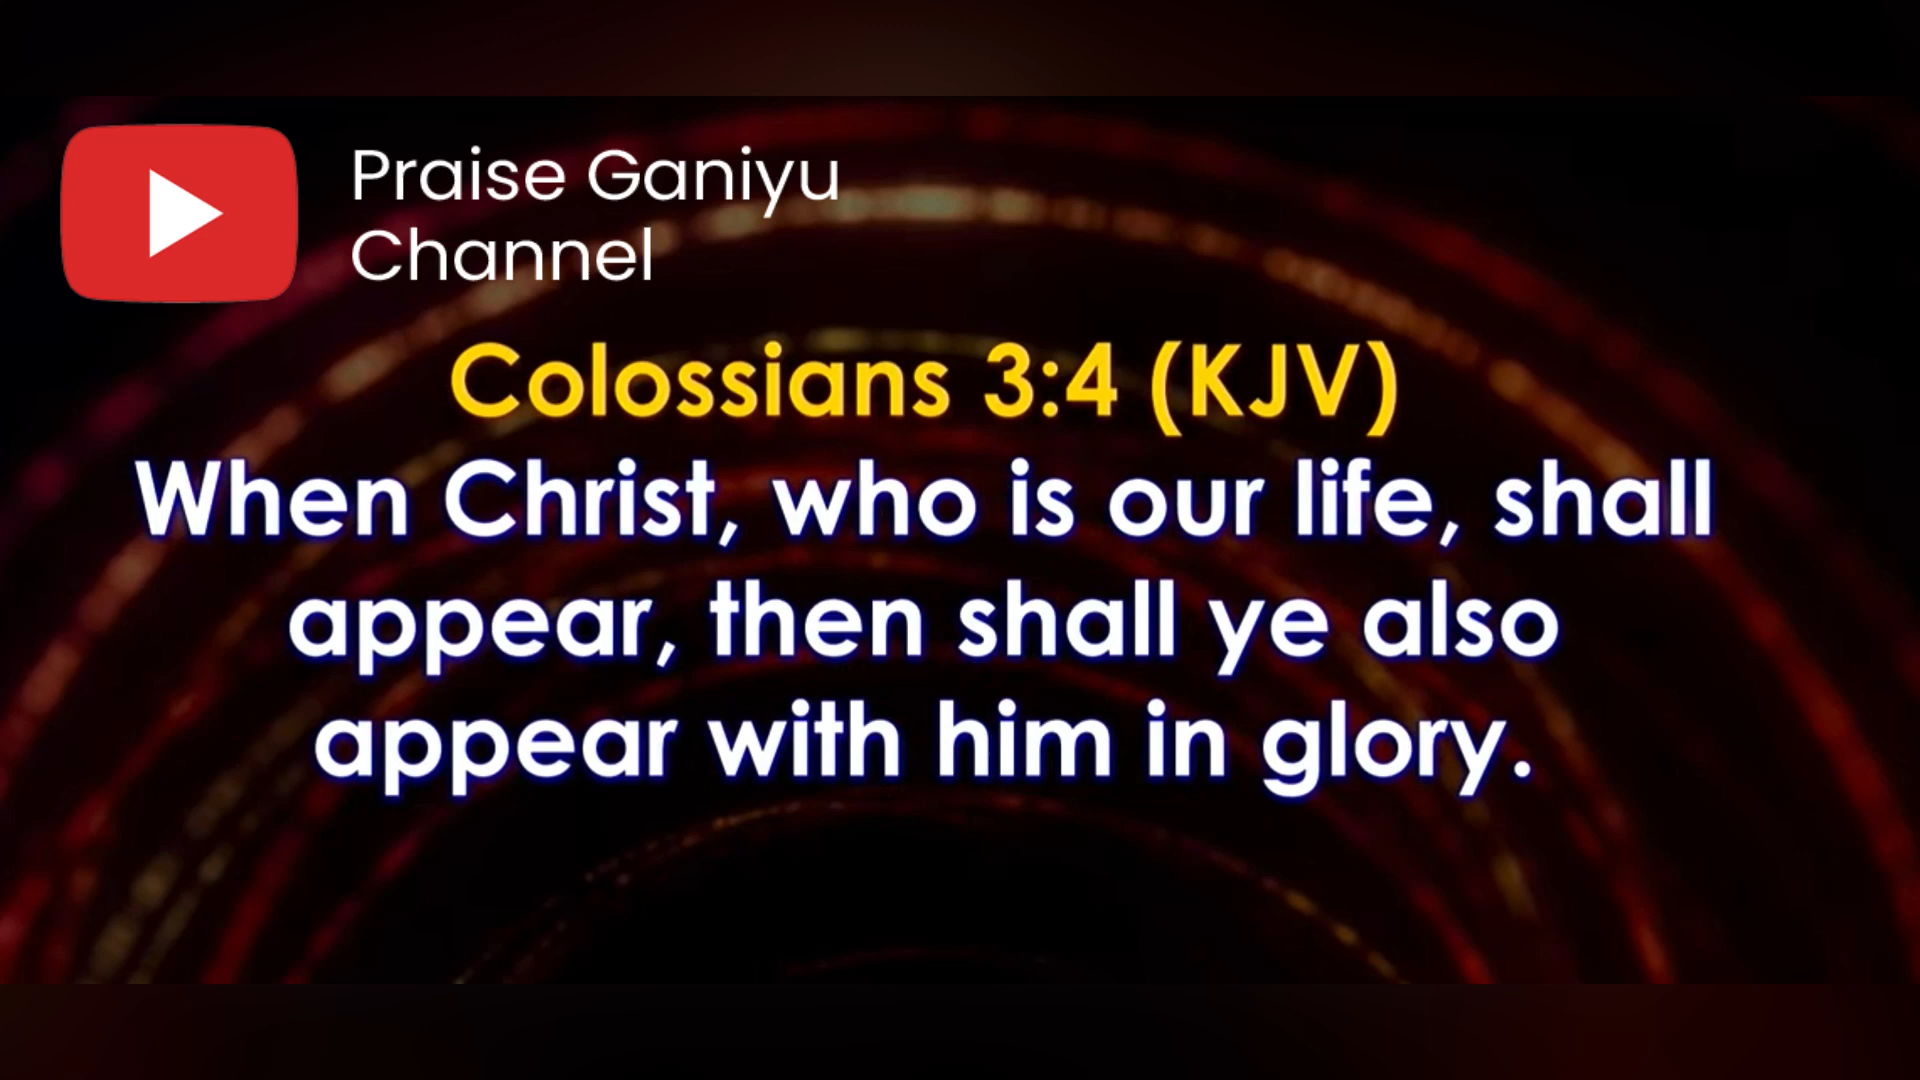 Praise Ganiyu
Channel
Colossians 3:4 (KJV)
When Christ, who is our life, shall
appear, then shall ye also
appear with him in glory.